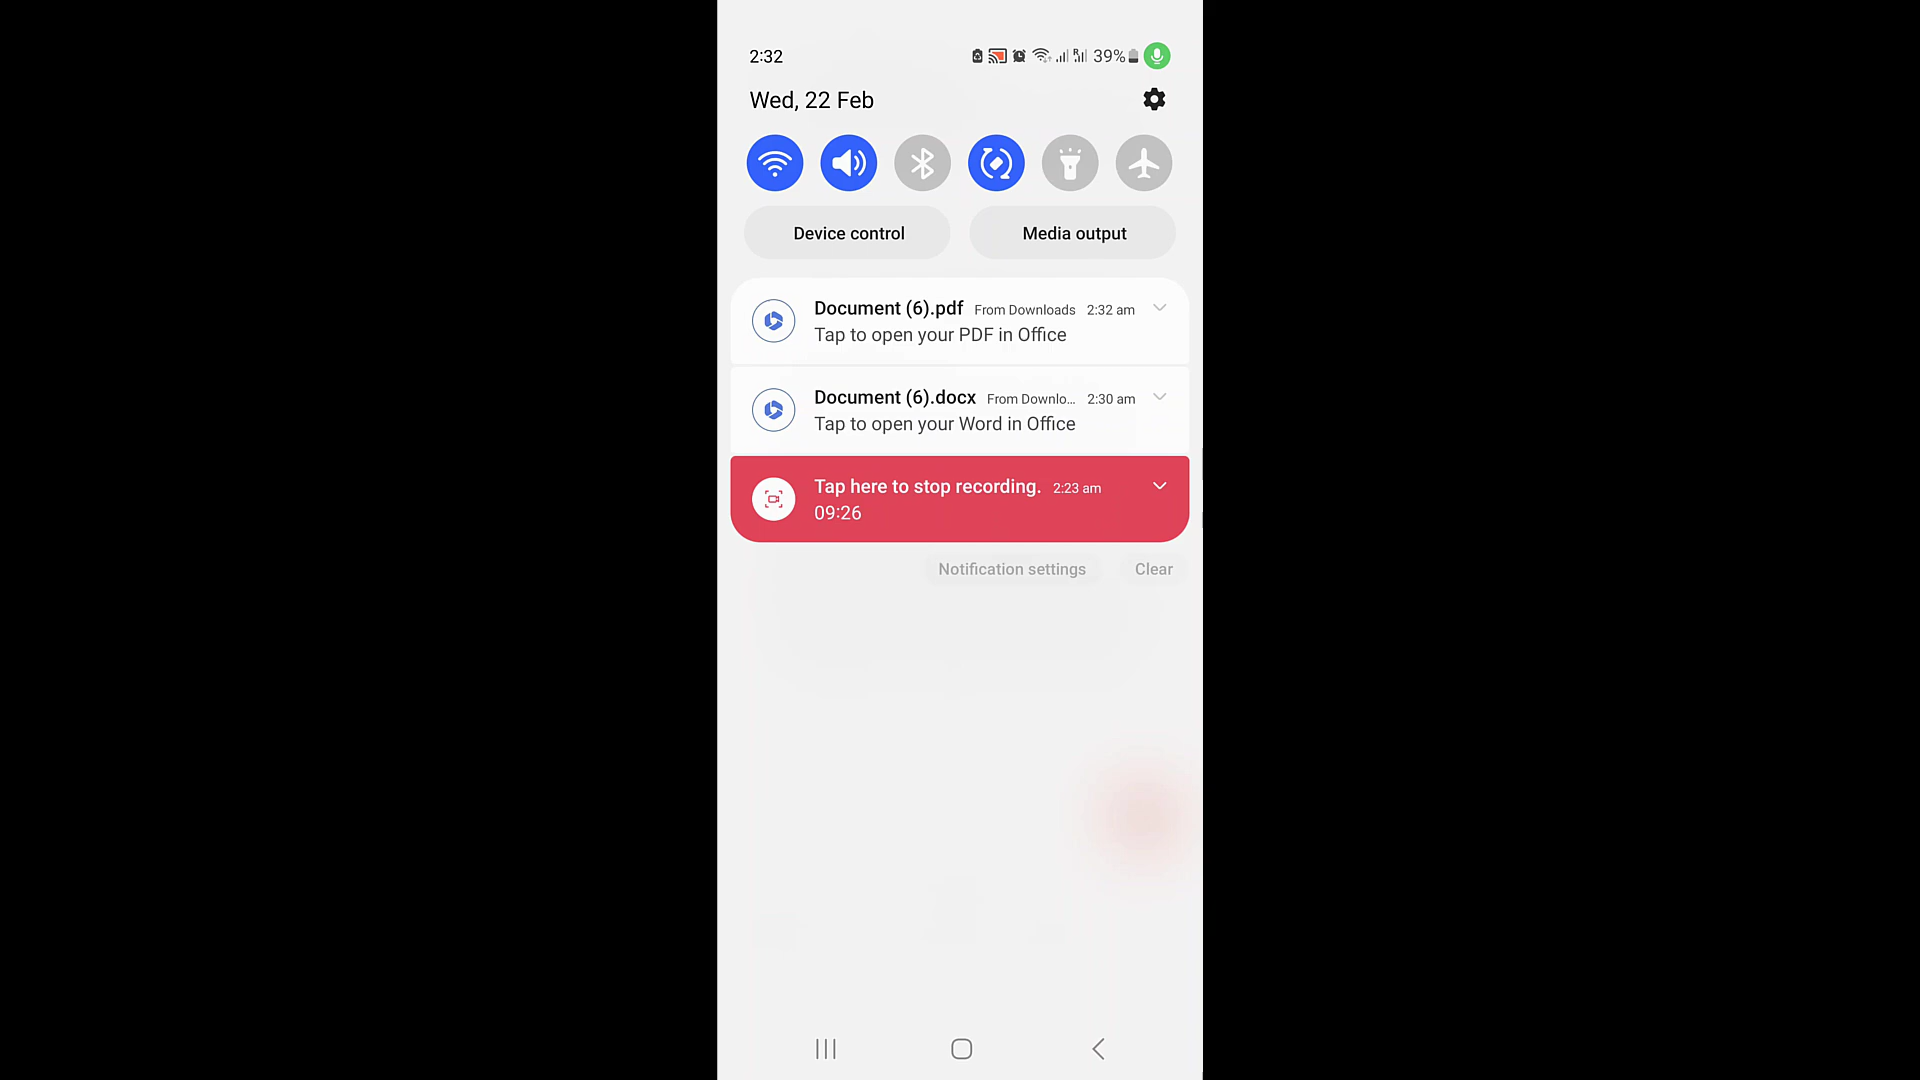 2:32
39%
Wed, 22 Feb
Device control
Media output
Document (6).pdf From Downloads 2:32 am
Tap to open your PDF in Office
Document (6).docx From Downlo... 2:30 am
Tap to open your Word in Office
Tap here to stop recording. 2:23 am
09:26
Notification settings
Clear